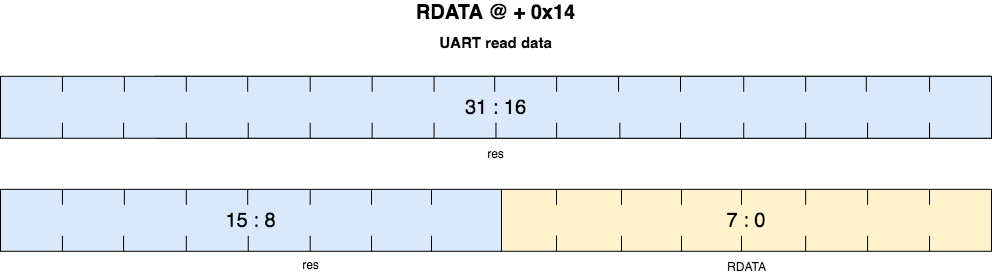 RDATA @ + 0x14
UART read data
31 : 16
res
15 : 8
7 : 0
res
RDATA